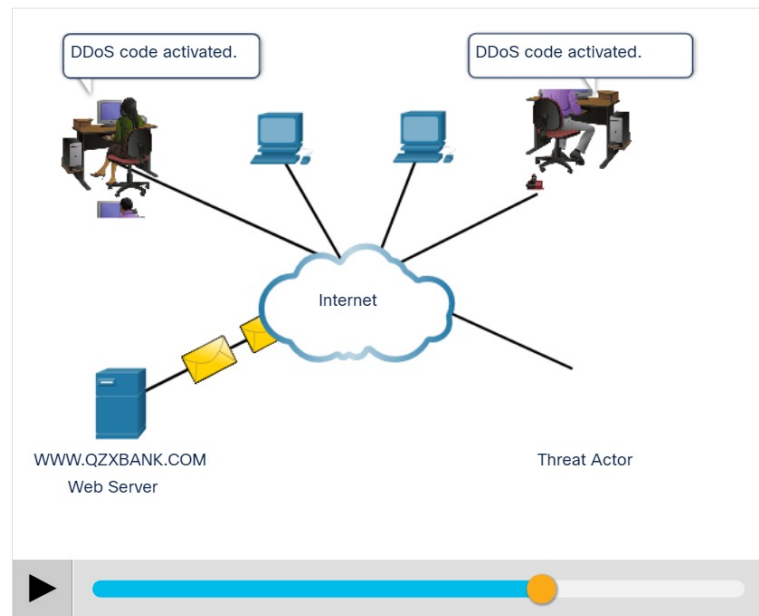 DDoS code activated.
DDoS code activated.
Internet
WWW.QZXBANK.COM
Web Server
Threat Actor